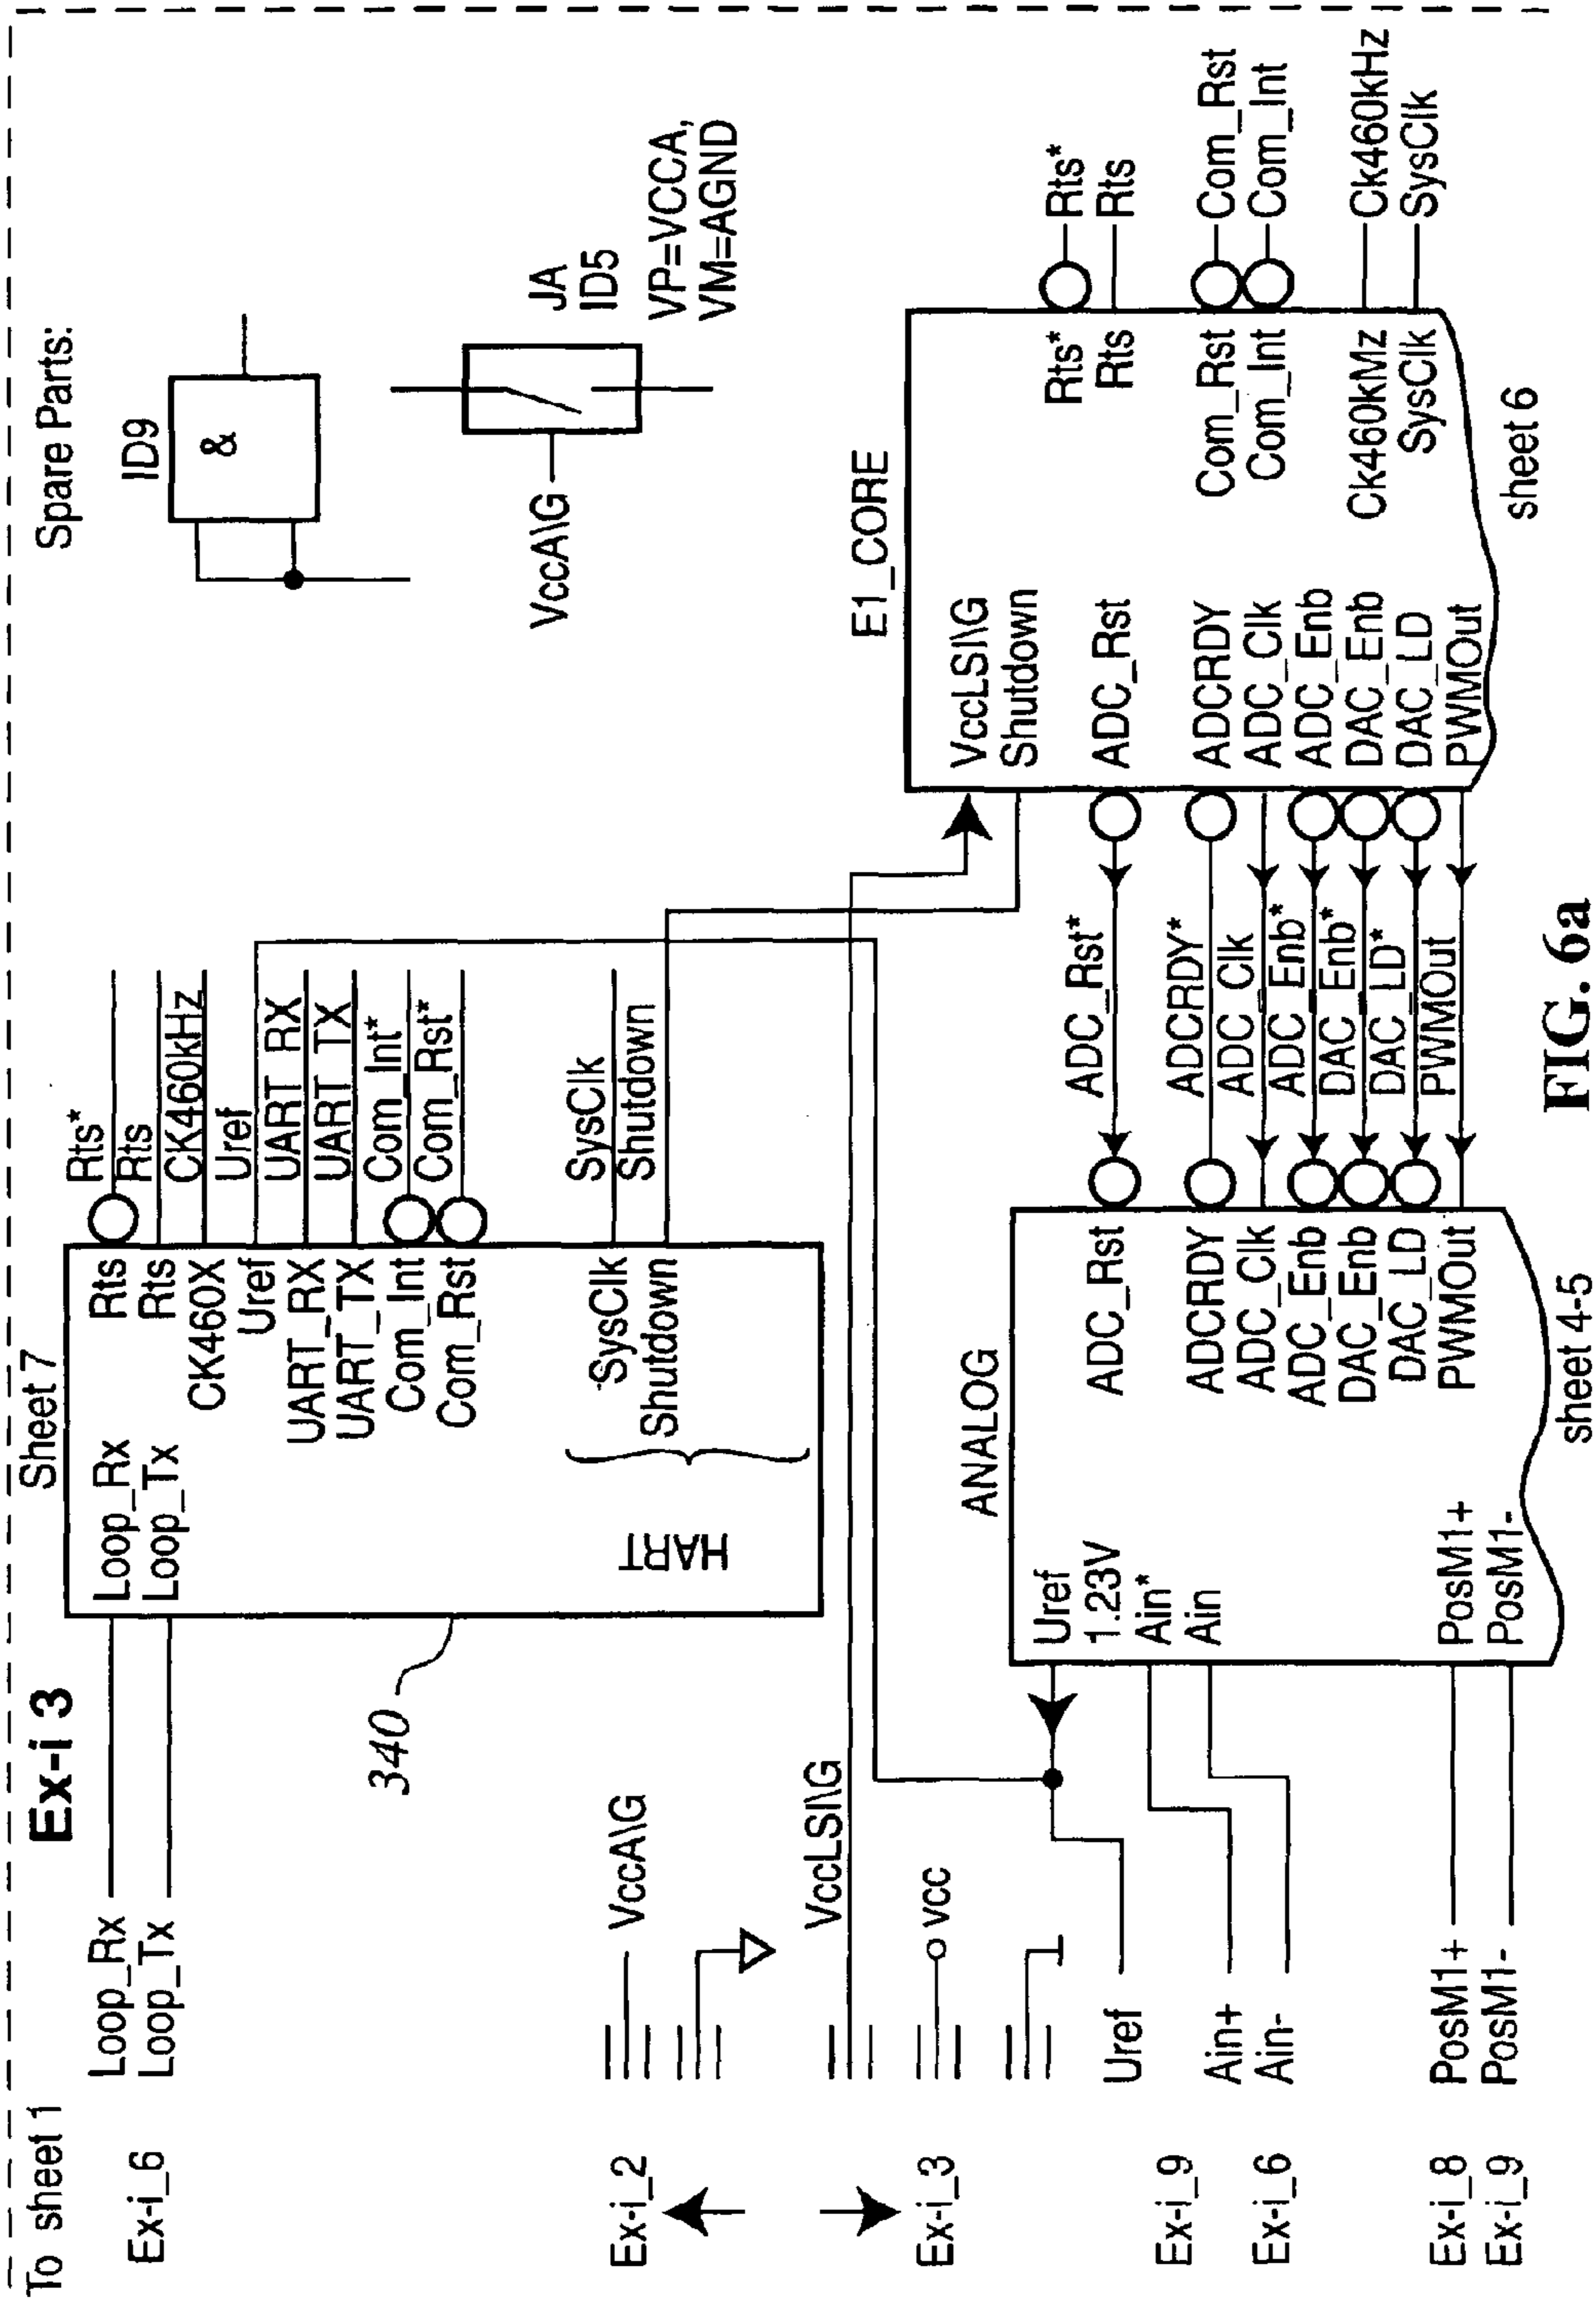 To sheet 1
Ex-i 3
Sheet 7
Spare Parts:
Ex-i_6
Loop_Rx
Loop_Tx
Loop_Rx
Loop_Tx
Rts
Rts
CK460X
Uref
UART_RX
UART_TX
Com_Int
Com_Rst
SysClk
Shutdown
HART
340
Rts*
Rts
CK460kHz
Uref
UART_RX
UART_TX
Com_Int*
Com_Rst*
SysClk
Shutdown
ID9
&
JA
ID5
VccA\G
VP=VCCA,
VM=AGND
Ex-i_2
Ex-i_3
VccA\G
VccLSI\G
vcc
Ex-i_9
Ex-i_6
Ex-i_8
Ex-i_9
Uref
Ain+
Ain-
PosM1+
PosM1-
ANALOG
Uref
1.23V
Ain*
Ain
PosM1+
PosM1-
ADC_Rst
ADCRDY
ADC_Clk
ADC_Enb
DAC_Enb
DAC_LD
PWMOut
sheet 4-5
ADC_Rst*
ADCRDY*
ADC_Clk
ADC_Enb*
DAC_Enb*
DAC_LD*
PWMOut
E1_CORE
VccLSI\G
Shutdown
ADC_Rst
ADCRDY
ADC_Clk
ADC_Enb
DAC_Enb
DAC_LD
PWMOut
Rts*
Rts
Com_Rst
Com_Int
Ck460kMz
SysClk
sheet 6
Rts*
Rts
Com_Rst
Com_Int
Ck460kHz
SysClk
FIG. 6a